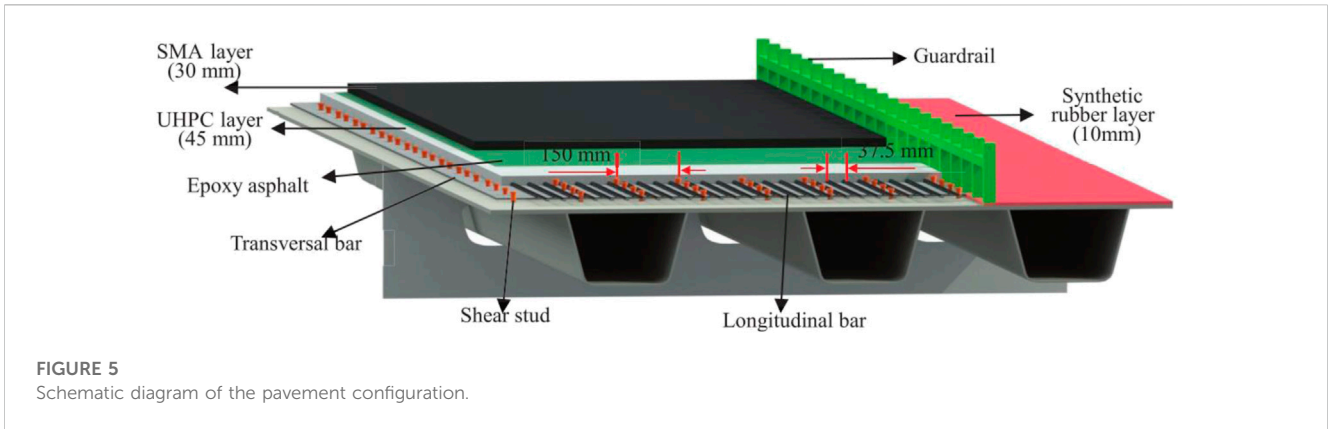 SMA layer
(30 mm)
Guardrail
Synthetic
rubber layer
(10mm)
UHPC layer
(45 mm)
150 mm
37.5 mm
Epoxy asphalt
Transversal bar
Shear stud
Longitudinal bar
FIGURE 5
Schematic diagram of the pavement configuration.